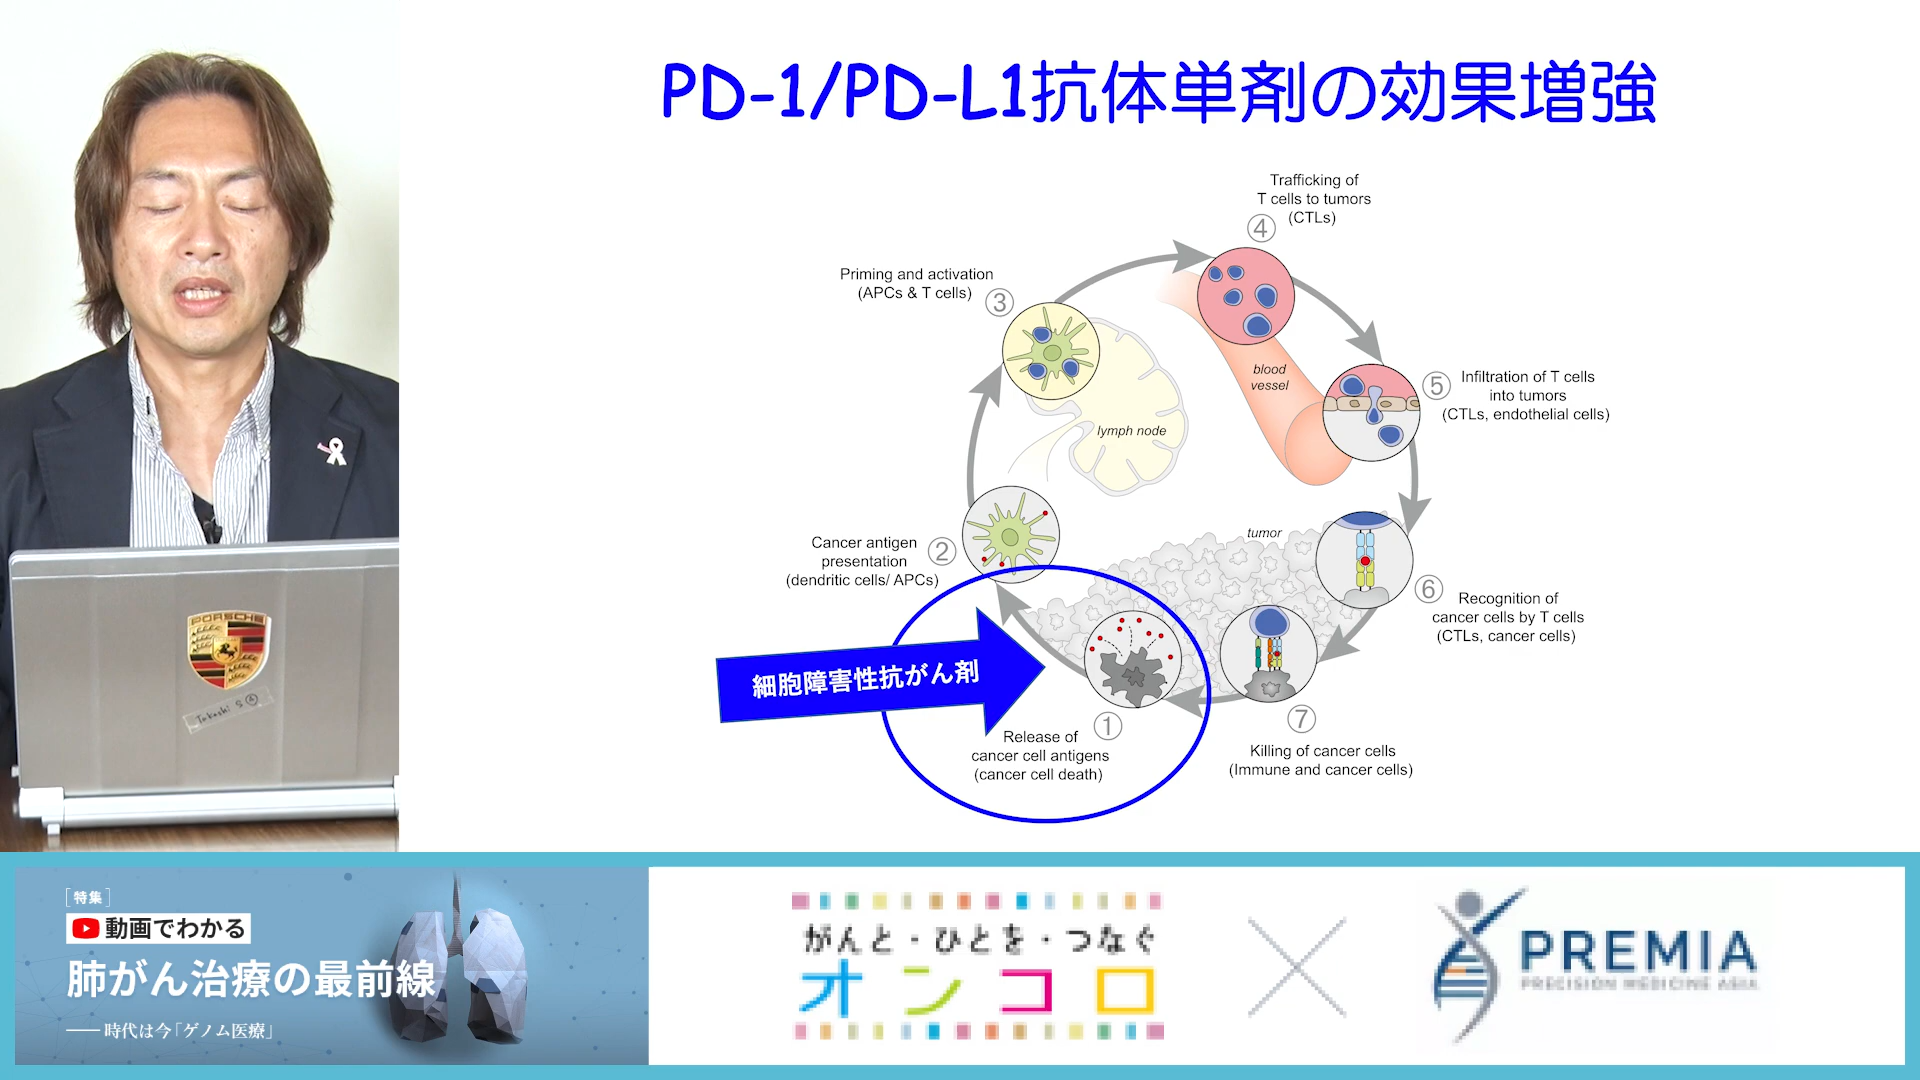 PD-1/PD-L1抗体単剤の効果増強
Trafficking of
T cells to tumors
(CTLs)
④
Priming and activation
(APCs & T cells)
③
blood
vessel
⑤
Infiltration of T cells
into tumors
(CTLs, endothelial cells)
lymph node
Cancer antigen
presentation
(dendritic cells/ APCs)
②
tumor
⑥
Recognition of
cancer cells by T cells
(CTLs, cancer cells)
細胞障害性抗がん剤
①
Release of
cancer cell antigens
(cancer cell death)
⑦
Killing of cancer cells
(Immune and cancer cells)
PORSCHE
[特集]
動画でわかる
肺がん治療の最前線
時代は今「ゲノム医療」
がんと・ひとを・つなぐ
オンコロ
PREMIA
PRECISION MEDICINE ASIA